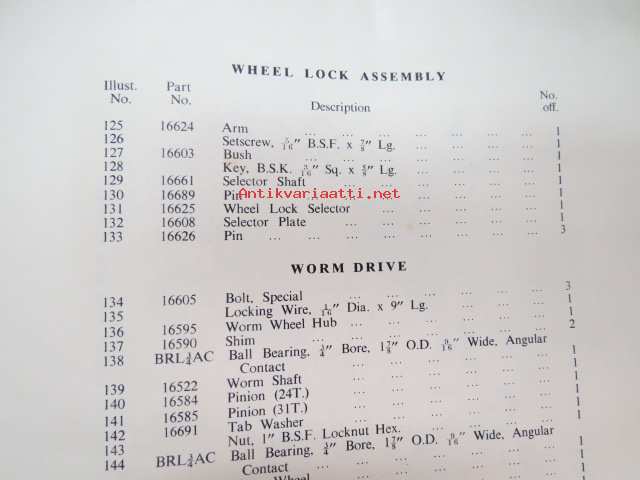 WHEEL LOCK ASSEMBLY
Illust. No. Part No. Description No. off.
125 16624 Arm ... ... ... ... ... ... 1
126 Setscrew, 5/16" B.S.F. x 7/8" Lg. ... ... ... 1
127 16603 Bush ... ... ... ... ... 1
128 Key, B.S.K. 3/16" Sq. x 5/8" Lg. ... ... ... 1
129 16661 Selector Shaft ... ... ... ... ... 1
130 16689 Pin ... ... ... ... 1
Antikvariaatti.net
131 16625 Wheel Lock Selector ... ... ... ... 1
132 16608 Selector Plate ... ... ... ... ... 1
133 16626 Pin ... ... ... ... ... ... 3
WORM DRIVE
134 16605 Bolt, Special ... ... ... ... ... 3
135 Locking Wire, 1/16" Dia. x 9" Lg. ... ... ... 1
136 16595 Worm Wheel Hub ... ... ... ... ... 1
137 16590 Shim ... ... ... ... ... 2
138 BRL¾AC Ball Bearing, ¾" Bore, 1⅞" O.D. 9/16" Wide, Angular
Contact ... ... ... ... ... 1
139 16522 Worm Shaft ... ... ... ... 1
140 16584 Pinion (24T.) ... ... ... ... 1
141 16585 Pinion (31T.) ... ... ... ... 1
142 16691 Tab Washer ... ... ... ... 1
143 Nut, 1" B.S.F. Locknut Hex. ... ... ... 1
144 BRL¾AC Ball Bearing, ¾" Bore, 1⅞" O.D. 9/16" Wide, Angular
Contact ... ... ... ... 1
Wheel